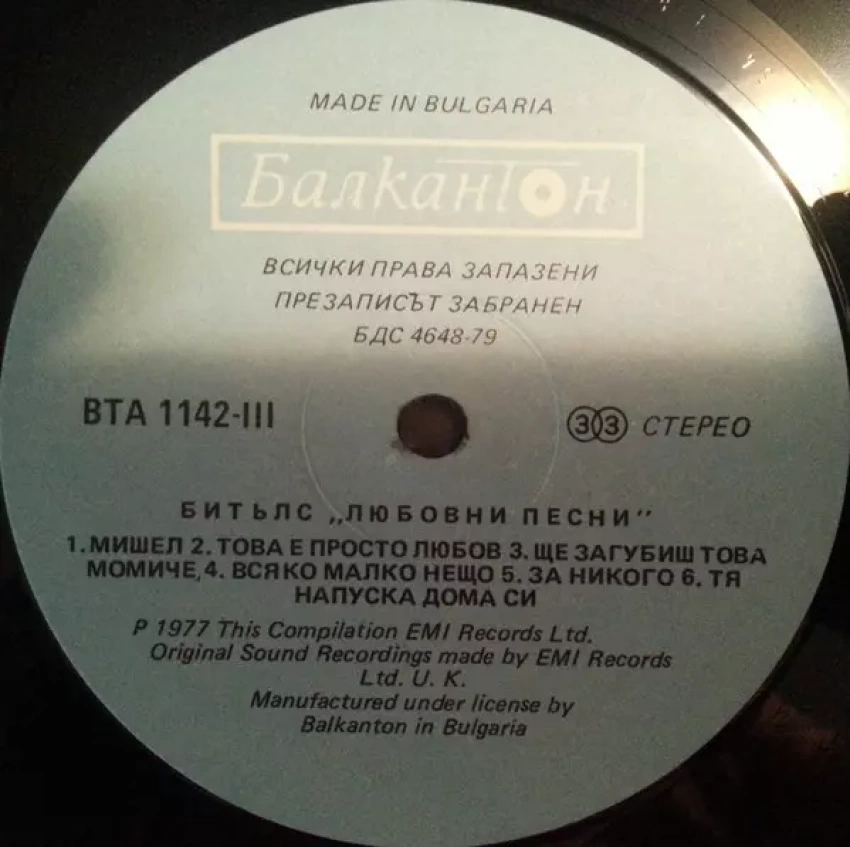 MADE IN BULGARIA
Балкантон
ВСИЧКИ ПРАВА ЗАПАЗЕНИ
ПРЕЗАПИСЪТ ЗАБРАНЕН
БДС 4648-79
ВТА 1142-III
33 СТЕРЕО
БИТЪЛС „ЛЮБОВНИ ПЕСНИ"
1. МИШЕЛ 2. ТОВА Е ПРОСТО ЛЮБОВ 3. ЩЕ ЗАГУБИШ ТОВА
МОМИЧЕ, 4. ВСЯКО МАЛКО НЕЩО 5. ЗА НИКОГО 6. ТЯ
НАПУСКА ДОМА СИ
P 1977 This Compilation EMI Records Ltd.
Original Sound Recordings made by EMI Records
Ltd. U. K.
Manufactured under license by
Balkanton in Bulgaria